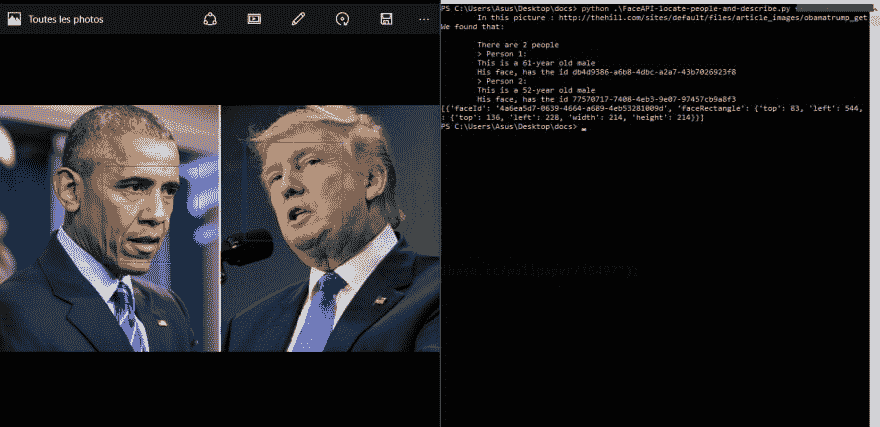 Toutes les photos
PS C:\Users\Asus\Desktop\docs> python .\FaceAPI-locate-people-and-describe.py
In this picture : http://thehill.com/sites/default/files/article_images/obamatrump_get
We found that:
There are 2 people
> Person 1:
This is a 61-year old male
His face, has the id db4d9386-a6b8-4dbc-a2a7-43b7026923f8
> Person 2:
This is a 52-year old male
His face, has the id 77570717-7408-4eb3-9e07-97457cb9a8f3
[{'faceId': '4a6ea5d7-0639-4664-a689-4eb53281009d', 'faceRectangle': {'top': 83, 'left': 544,
: {'top': 136, 'left': 228, 'width': 214, 'height': 214}}]
PS C:\Users\Asus\Desktop\docs>